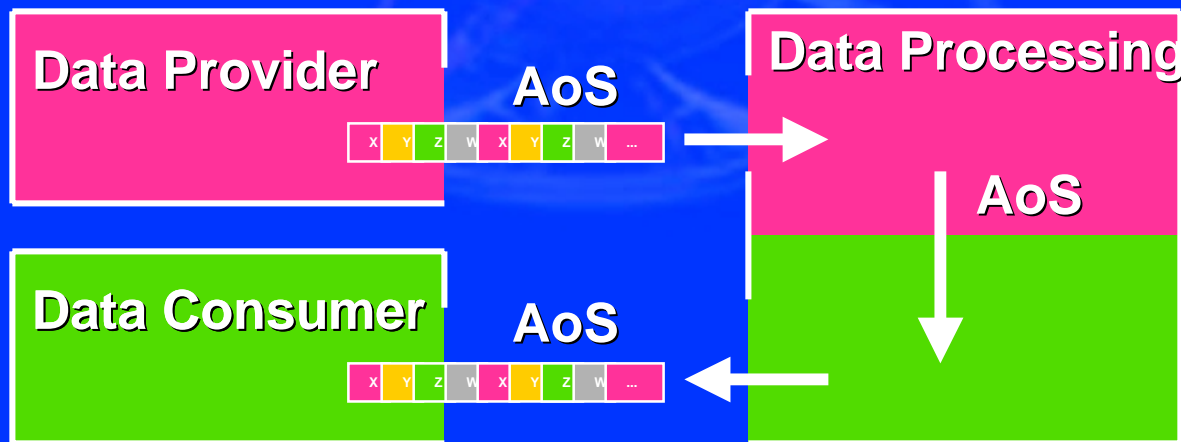 Data Provider
AoS
X Y Z W X Y Z W ...
Data Processing
AoS
Data Consumer
AoS
X Y Z W X Y Z W ...